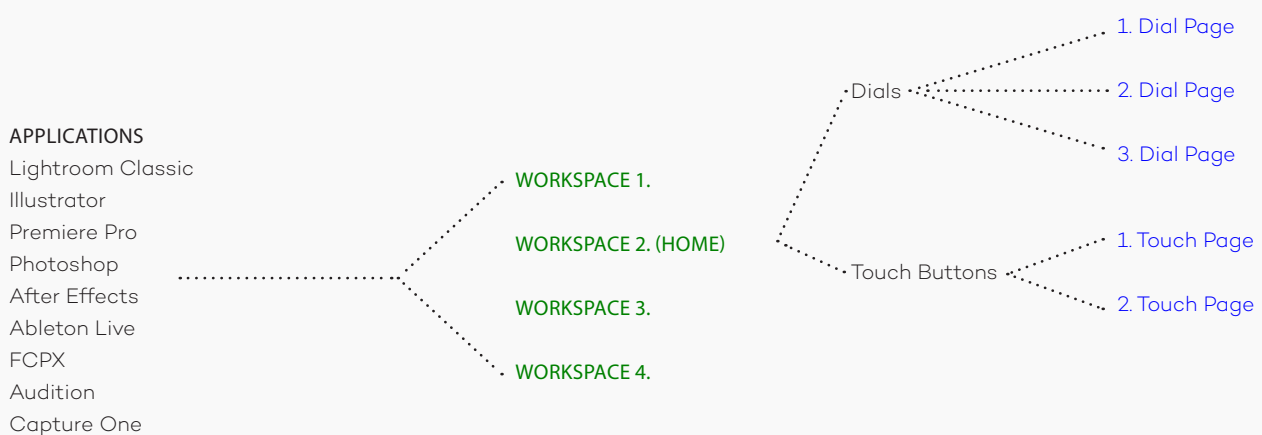 APPLICATIONS
Lightroom Classic
Illustrator
Premiere Pro
Photoshop
After Effects
Ableton Live
FCPX
Audition
Capture One
WORKSPACE 1.
WORKSPACE 2. (HOME)
WORKSPACE 3.
WORKSPACE 4.
Dials
Touch Buttons
1. Dial Page
2. Dial Page
3. Dial Page
1. Touch Page
2. Touch Page